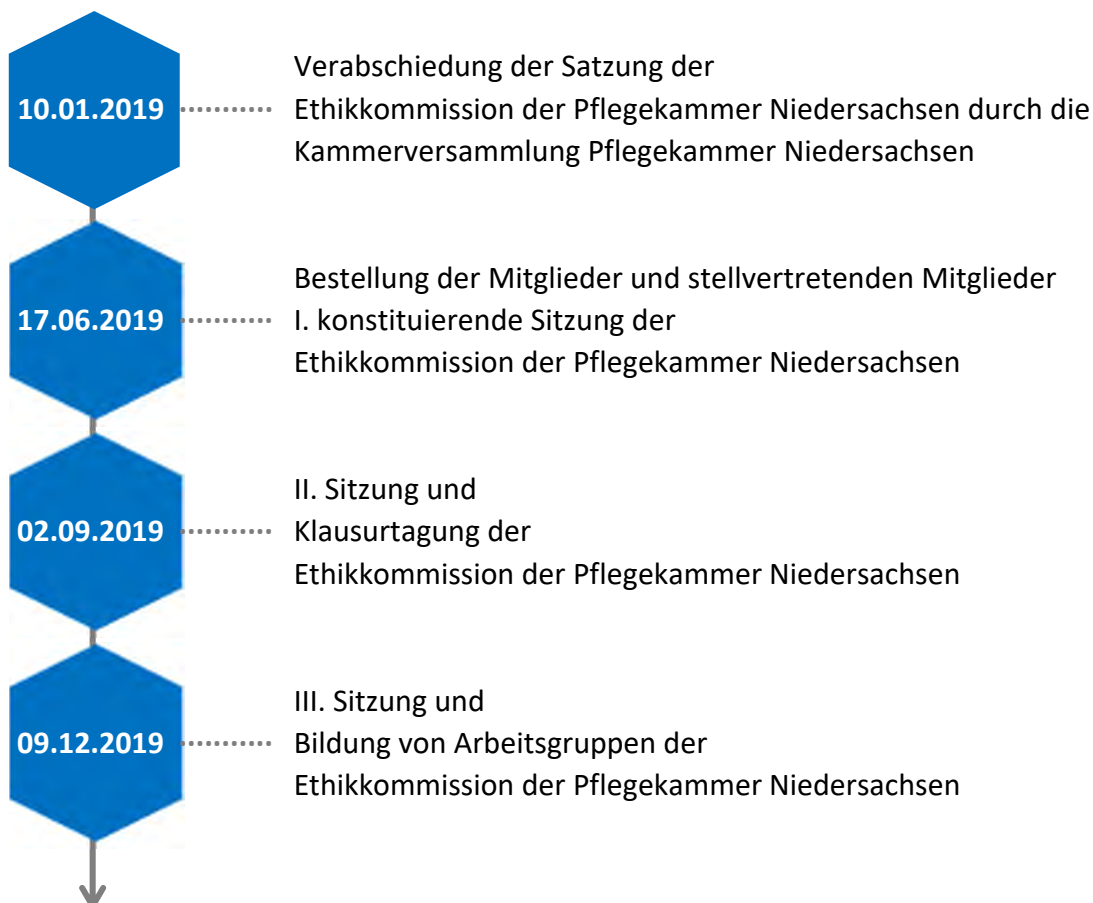 10.01.2019
Verabschiedung der Satzung der
Ethikkommission der Pflegekammer Niedersachsen durch die
Kammerversammlung Pflegekammer Niedersachsen
17.06.2019
Bestellung der Mitglieder und stellvertretenden Mitglieder
I. konstituierende Sitzung der
Ethikkommission der Pflegekammer Niedersachsen
02.09.2019
II. Sitzung und
Klausurtagung der
Ethikkommission der Pflegekammer Niedersachsen
09.12.2019
III. Sitzung und
Bildung von Arbeitsgruppen der
Ethikkommission der Pflegekammer Niedersachsen